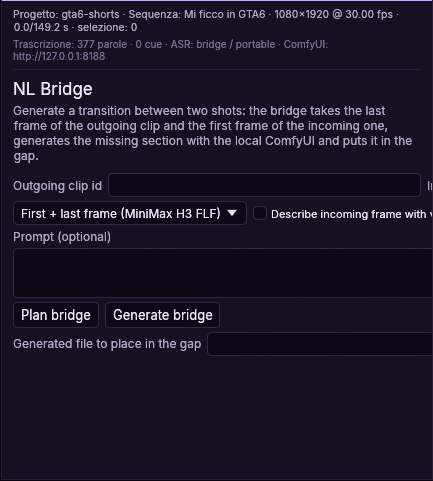 Progetto: gta6-shorts · Sequenza: Mi ficco in GTA6 · 1080×1920 @ 30.00 fps ·
0.0/149.2 s · selezione: 0
Trascrizione: 377 parole · 0 cue · ASR: bridge / portable · ComfyUI:
http://127.0.0.1:8188
NL Bridge
Generate a transition between two shots: the bridge takes the last
frame of the outgoing clip and the first frame of the incoming one,
generates the missing section with the local ComfyUI and puts it in the
gap.
Outgoing clip id
First + last frame (MiniMax H3 FLF) Describe incoming frame with
Prompt (optional)
Plan bridge Generate bridge
Generated file to place in the gap